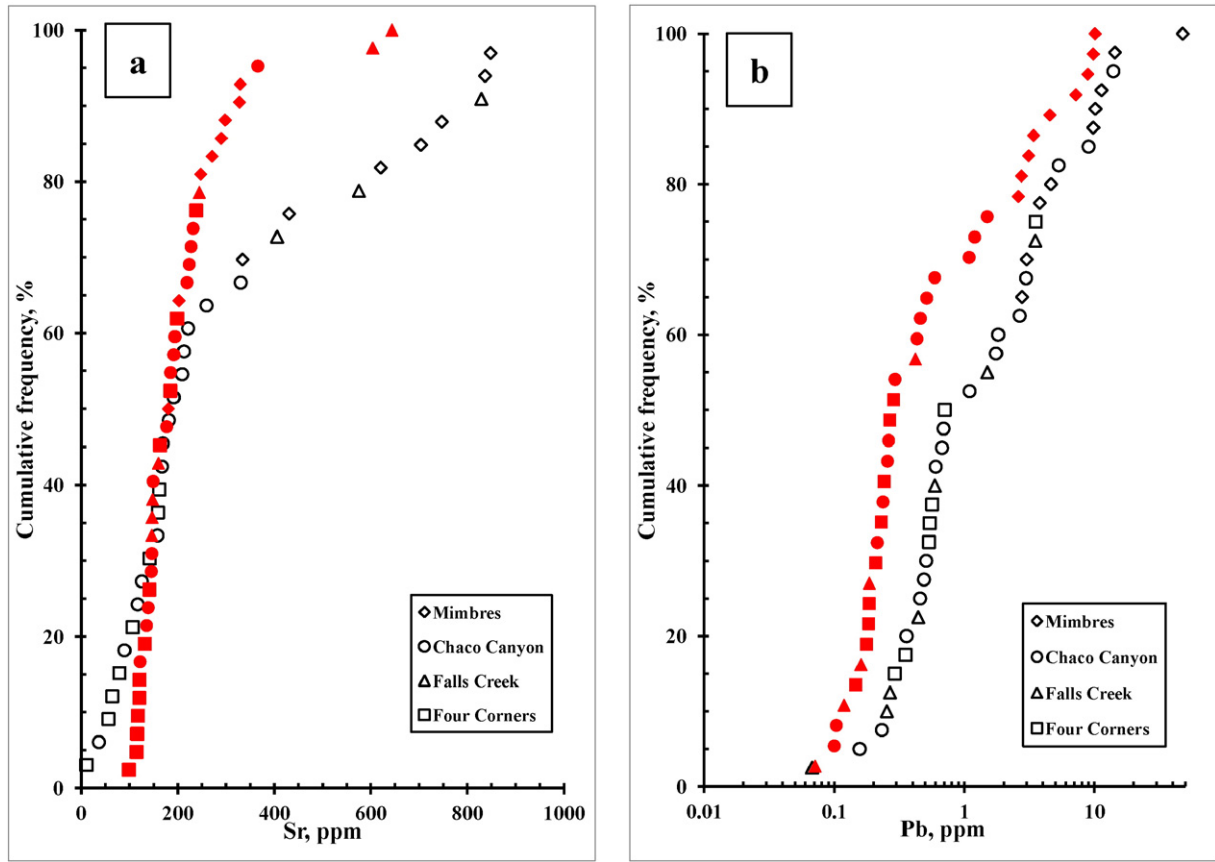 a
100
80
60
40
20
0
Cumulative frequency, %
0 200 400 600 800 1000
Sr, ppm
Mimbres
Chaco Canyon
Falls Creek
Four Corners
b
100
80
60
40
20
0
Cumulative frequency, %
0.01 0.1 1 10
Pb, ppm
Mimbres
Chaco Canyon
Falls Creek
Four Corners